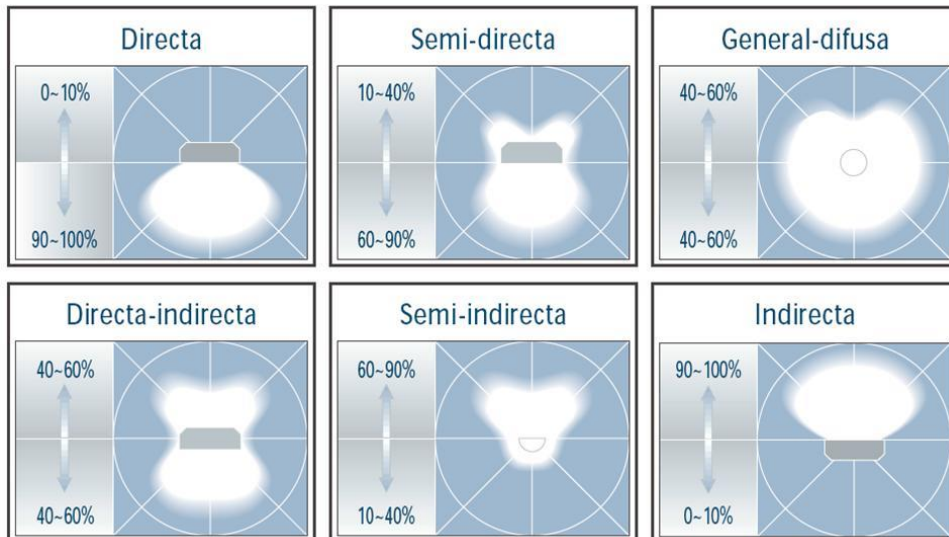 Directa
0~10%
90~100%
Semi-directa
10~40%
60~90%
General-difusa
40~60%
40~60%
Directa-indirecta
40~60%
40~60%
Semi-indirecta
60~90%
10~40%
Indirecta
90~100%
0~10%